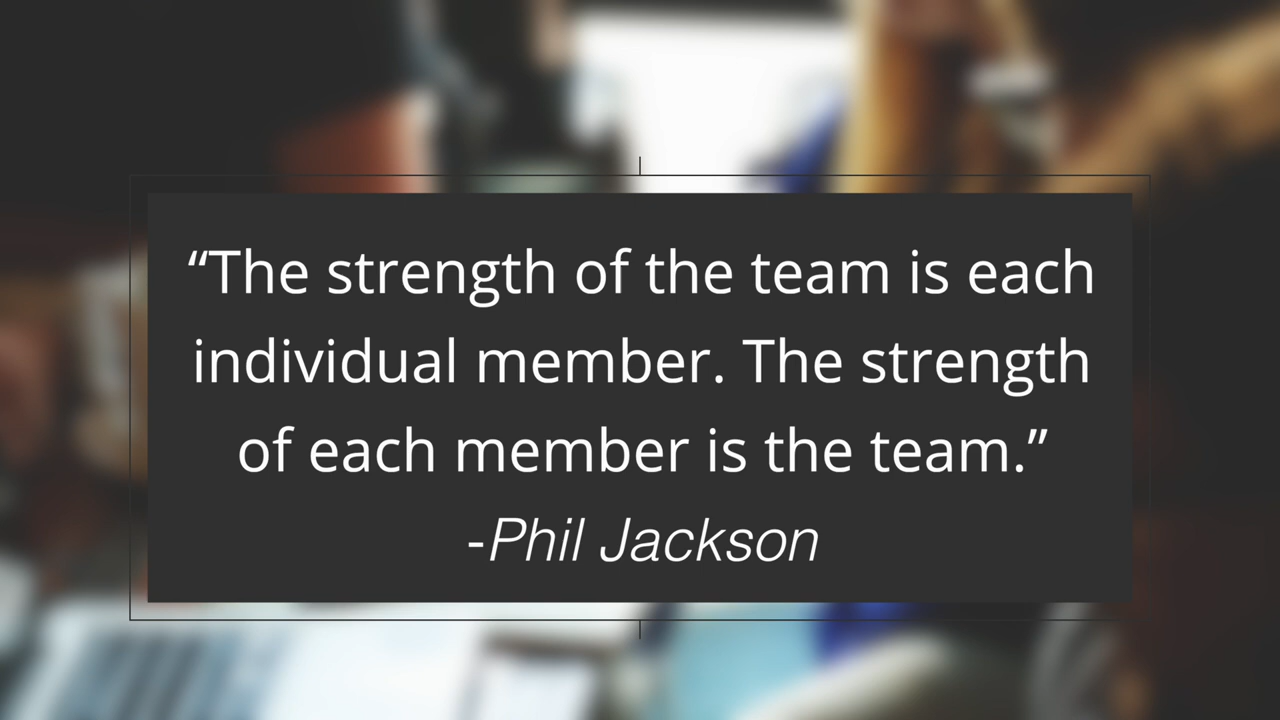 “The strength of the team is each
individual member. The strength
of each member is the team.”
-Phil Jackson